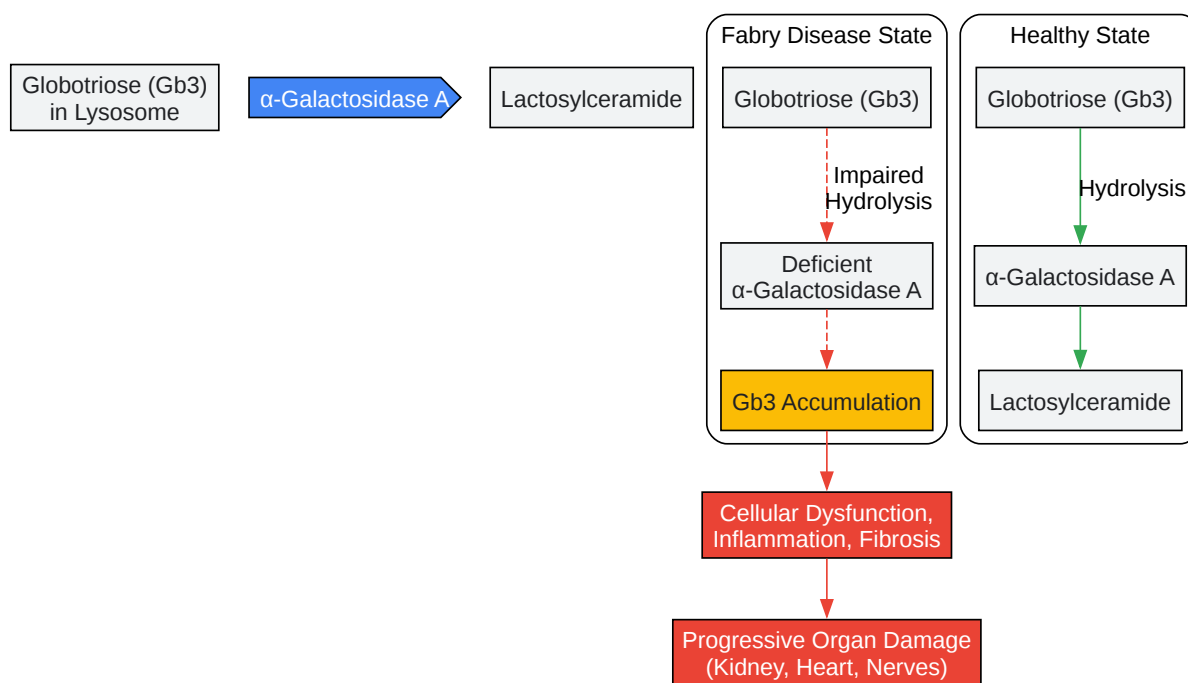 Globotriose (Gb3)
in Lysosome
α-Galactosidase A
Lactosylceramide
Fabry Disease State
Globotriose (Gb3)
Impaired
Hydrolysis
Deficient
α-Galactosidase A
Gb3 Accumulation
Cellular Dysfunction,
Inflammation, Fibrosis
Progressive Organ Damage
(Kidney, Heart, Nerves)
Healthy State
Globotriose (Gb3)
Hydrolysis
α-Galactosidase A
Lactosylceramide